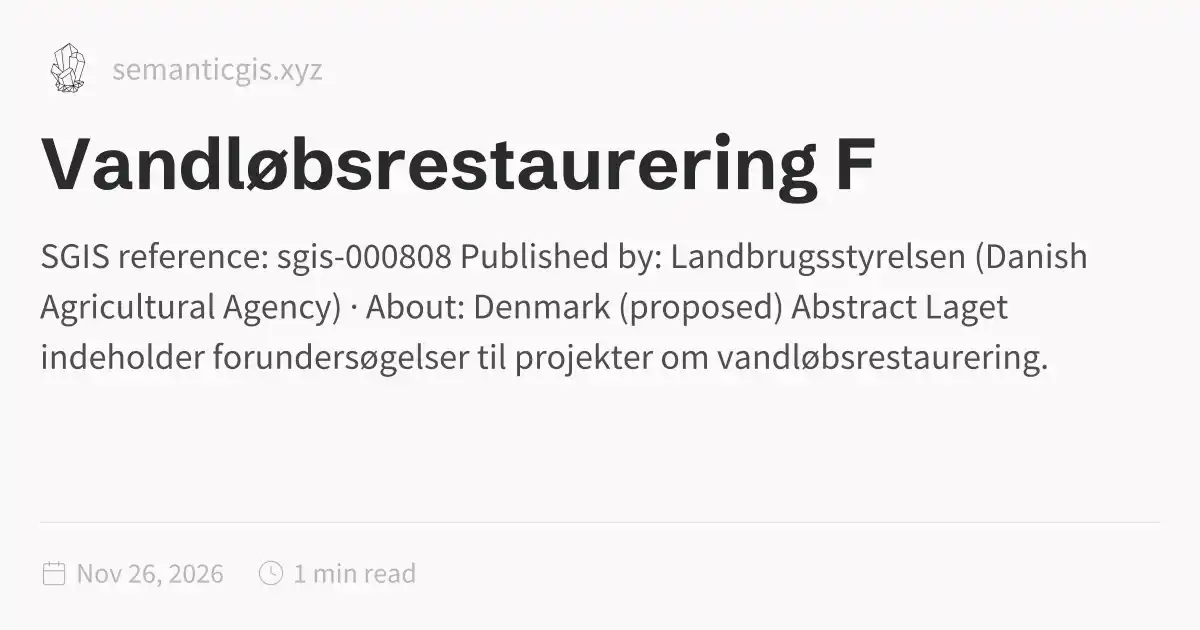 semanticgis.xyz
Vandløbsrestaurering F
SGIS reference: sgis-000808 Published by: Landbrugsstyrelsen (Danish
Agricultural Agency) · About: Denmark (proposed) Abstract Laget
indeholder forundersøgelser til projekter om vandløbsrestaurering.
Nov 26, 2026 1 min read